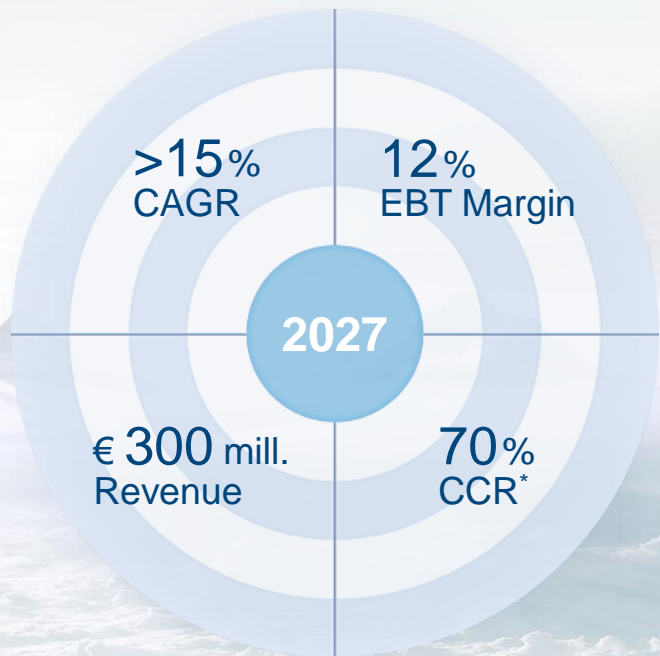 >15%
CAGR
12%
EBT Margin
2027
€ 300 mill.
Revenue
70%
CCR*